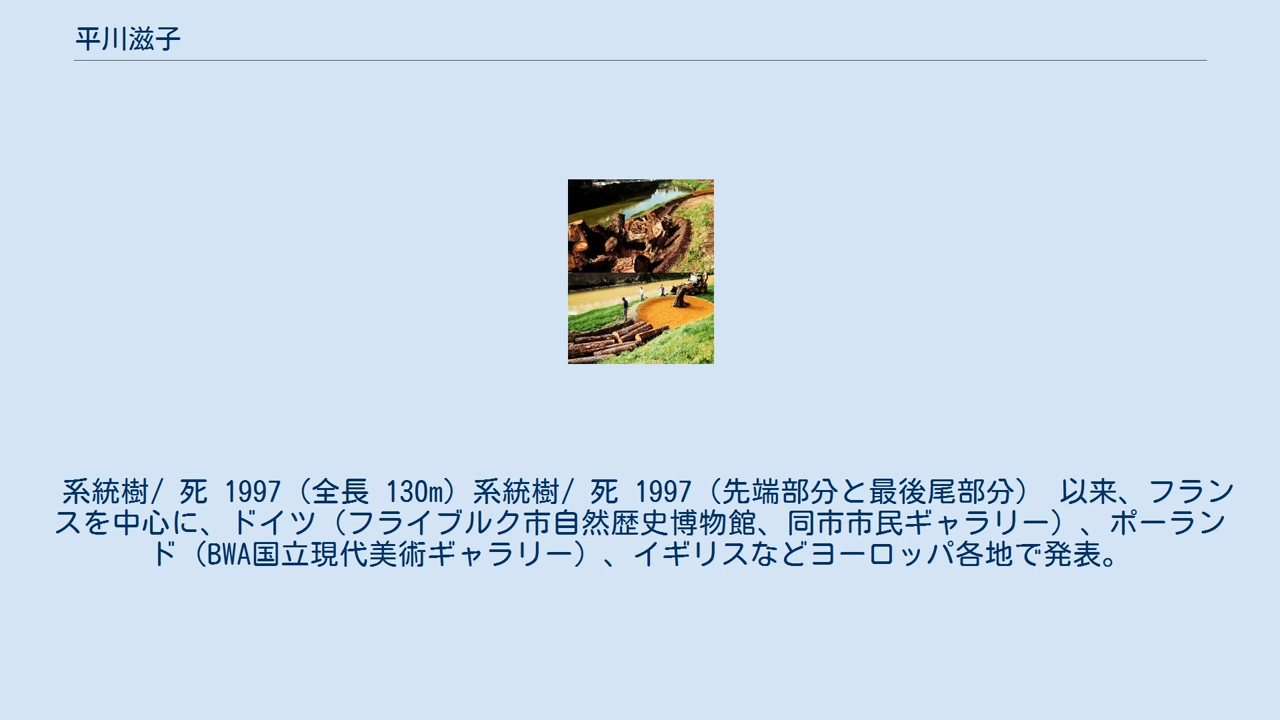 平川滋子
系統樹/ 死 1997（全長 130m）系統樹/ 死 1997（先端部分と最後尾部分） 以来、フラン
スを中心に、ドイツ（フライブルク市自然歴史博物館、同市市民ギャラリー）、ポーラン
ド（BWA国立現代美術ギャラリー）、イギリスなどヨーロッパ各地で発表。